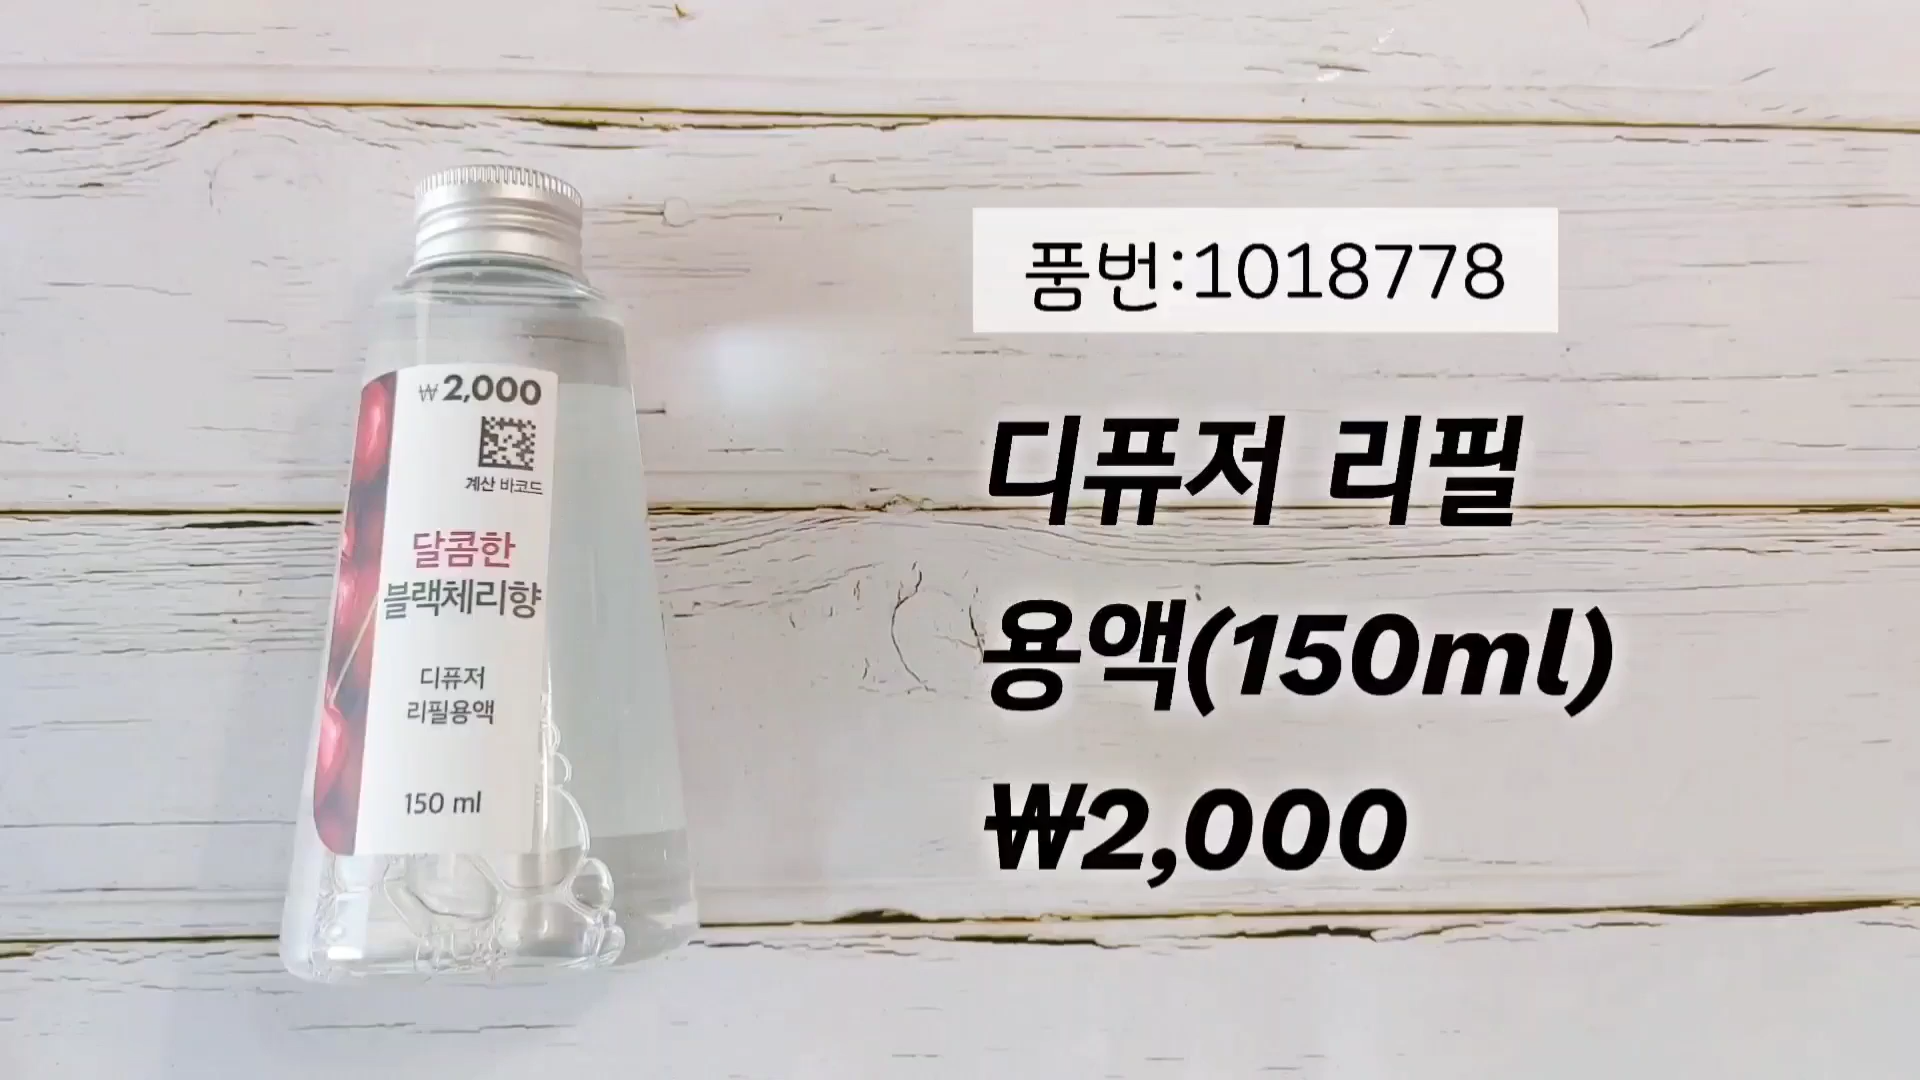 ₩2,000
계산 바코드
달콤한
블랙체리향
디퓨저
리필용액
150 ml
품번:1018778
디퓨저 리필
용액(150ml)
₩2,000